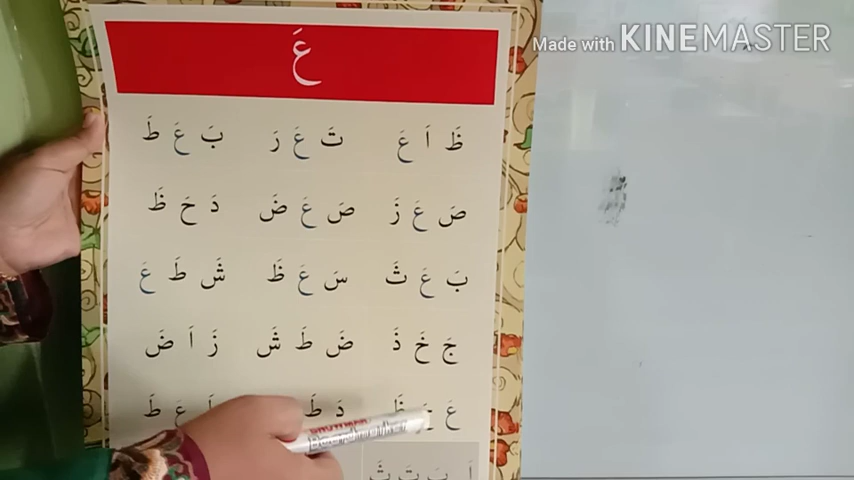 Made with KINEMASTER
عَ
ظَ اَ عَ تَ عَ رَ بَ عَ طَ
صَ عَ زَ صَ عَ ضَ دَ حَ ظَ
بَ عَ ثَ سَ عَ ظَ شَ طَ عَ
جَ خَ ذَ ضَ طَ شَ زَ اَ ضَ
عَ ظَ دَ طَ اَ عَ طَ
اَ بَ تَ ثَ